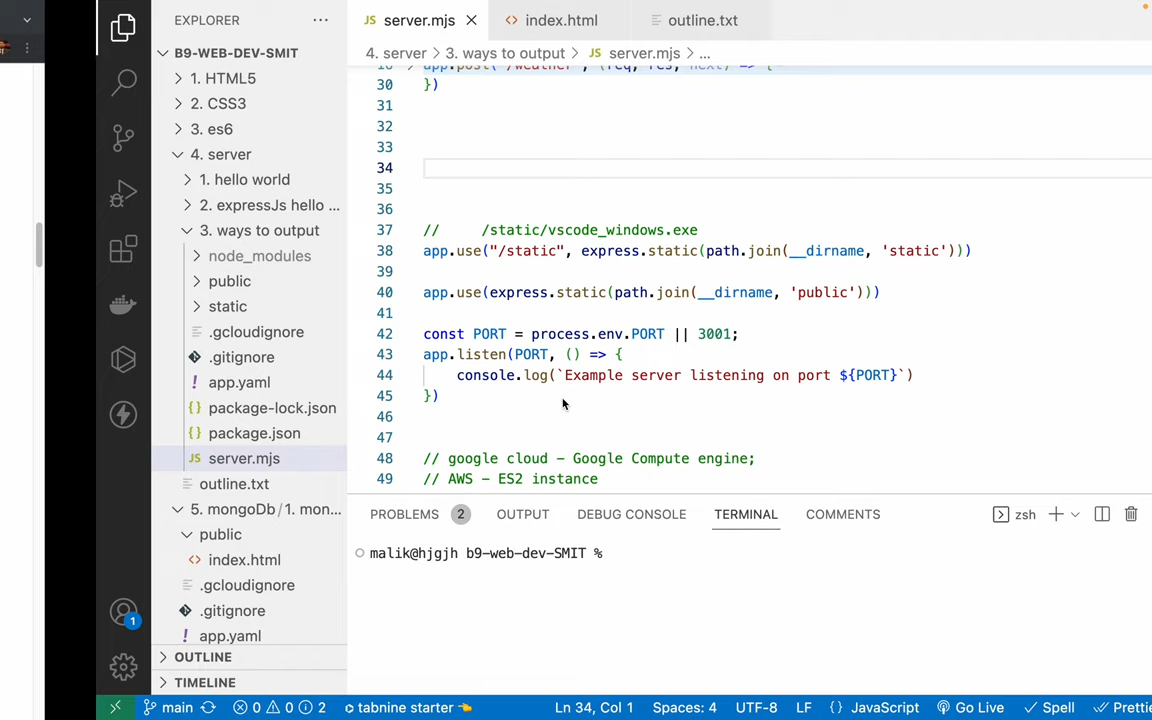 EXPLORER
B9-WEB-DEV-SMIT
1. HTML5
2. CSS3
3. es6
4. server
1. hello world
2. expressJs hello ...
3. ways to output
node_modules
public
static
.gcloudignore
.gitignore
! app.yaml
{} package-lock.json
{} package.json
JS server.mjs
outline.txt
5. mongoDb/1. mon...
public
<> index.html
.gcloudignore
.gitignore
! app.yaml
OUTLINE
TIMELINE
1
JS server.mjs
<> index.html
outline.txt
4. server > 3. ways to output > JS server.mjs > ...
18 app.post("/weather", (req, res, next) => {
30 })
31
32
33
34
35
36
37 // /static/vscode_windows.exe
38 app.use("/static", express.static(path.join(__dirname, 'static')))
39
40 app.use(express.static(path.join(__dirname, 'public')))
41
42 const PORT = process.env.PORT || 3001;
43 app.listen(PORT, () => {
44 console.log(`Example server listening on port ${PORT}`)
45 })
46
47
48 // google cloud - Google Compute engine;
49 // AWS - ES2 instance
PROBLEMS 2 OUTPUT DEBUG CONSOLE TERMINAL COMMENTS zsh
malik@hjgjh b9-web-dev-SMIT %
main 0 0 2 tabnine starter Ln 34, Col 1 Spaces: 4 UTF-8 LF {} JavaScript Go Live Spell